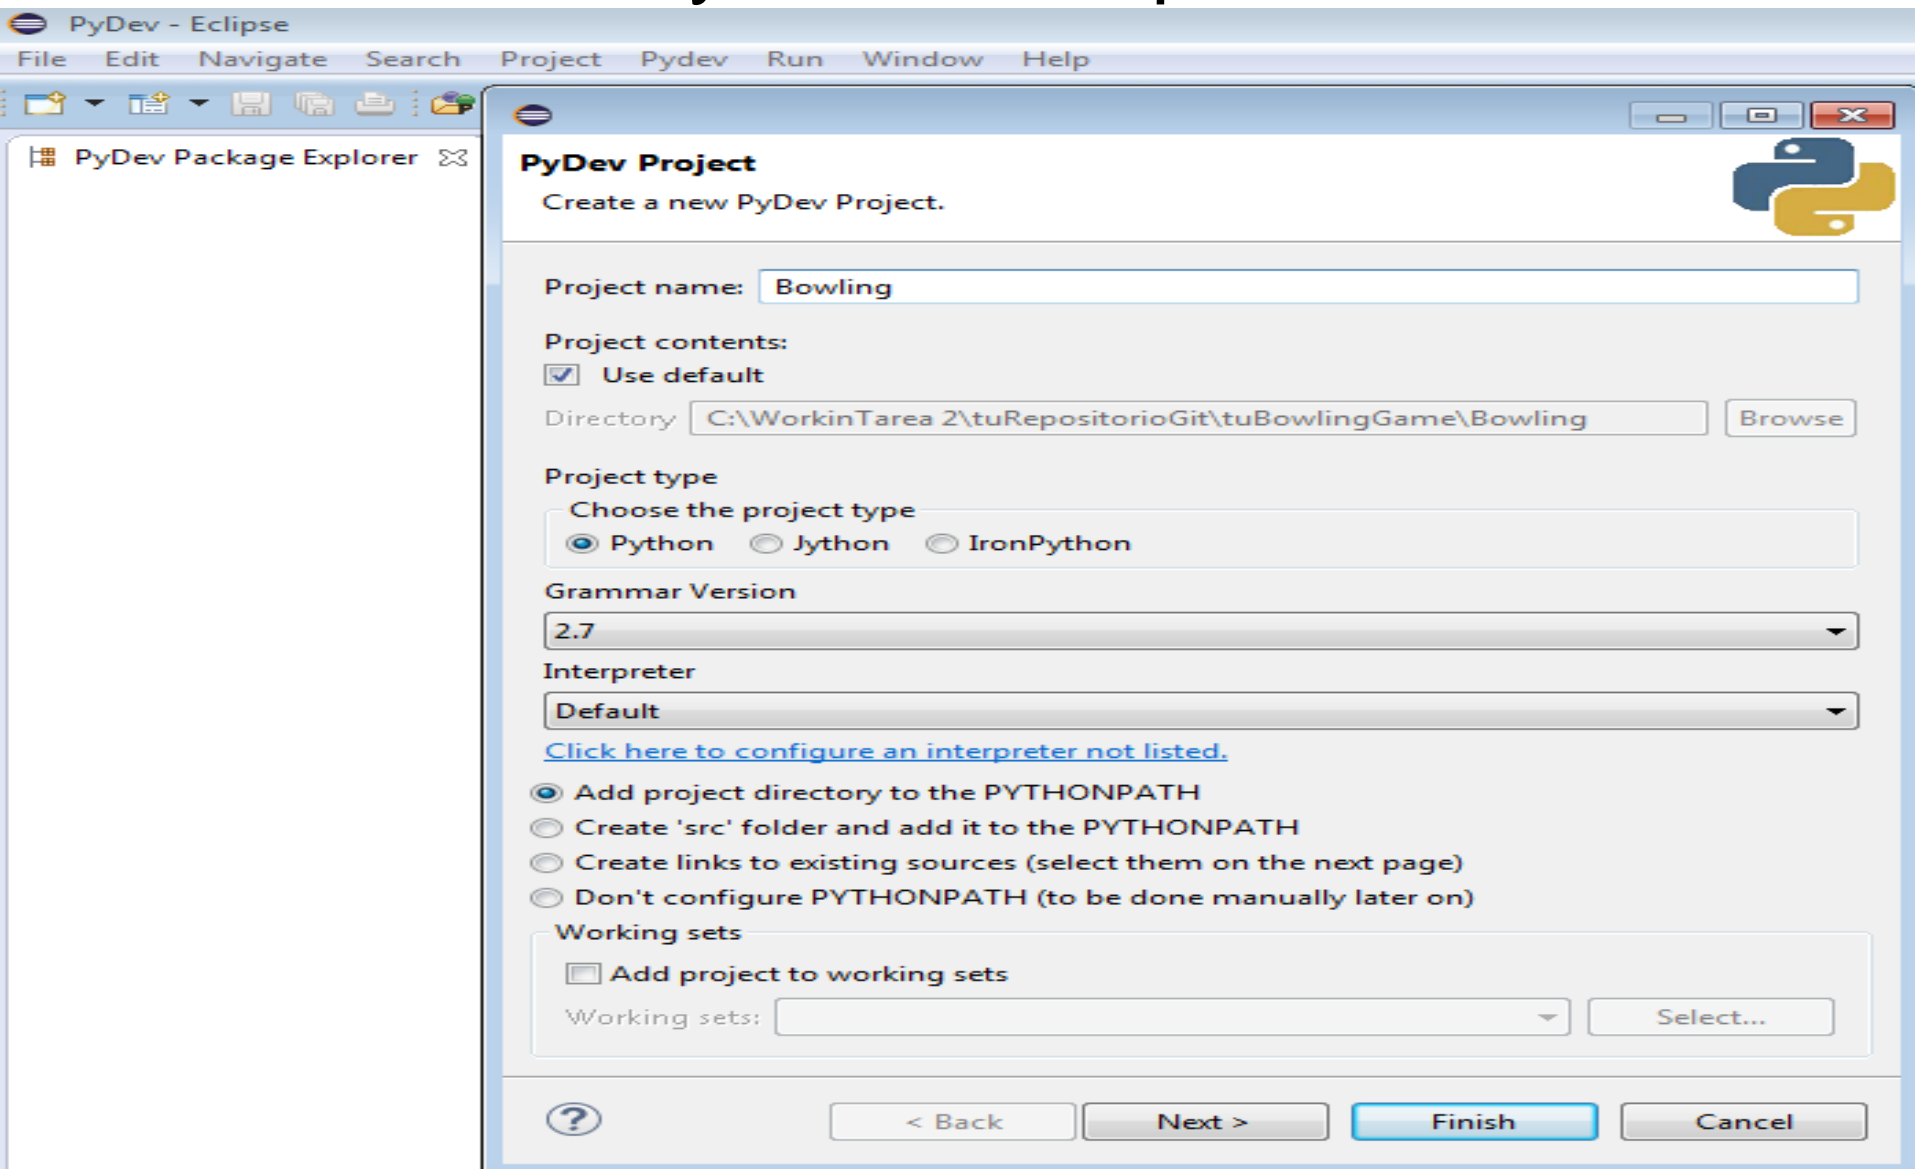 PyDev - Eclipse
File Edit Navigate Search Project Pydev Run Window Help
PyDev Package Explorer
PyDev Project
Create a new PyDev Project.
Project name: Bowling
Project contents:
Use default
Directory C:\WorkinTarea 2\tuRepositorioGit\tuBowlingGame\Bowling Browse
Project type
Choose the project type
Python Jython IronPython
Grammar Version
2.7
Interpreter
Default
Click here to configure an interpreter not listed.
Add project directory to the PYTHONPATH
Create 'src' folder and add it to the PYTHONPATH
Create links to existing sources (select them on the next page)
Don't configure PYTHONPATH (to be done manually later on)
Working sets
Add project to working sets
Working sets: Select...
? < Back Next > Finish Cancel